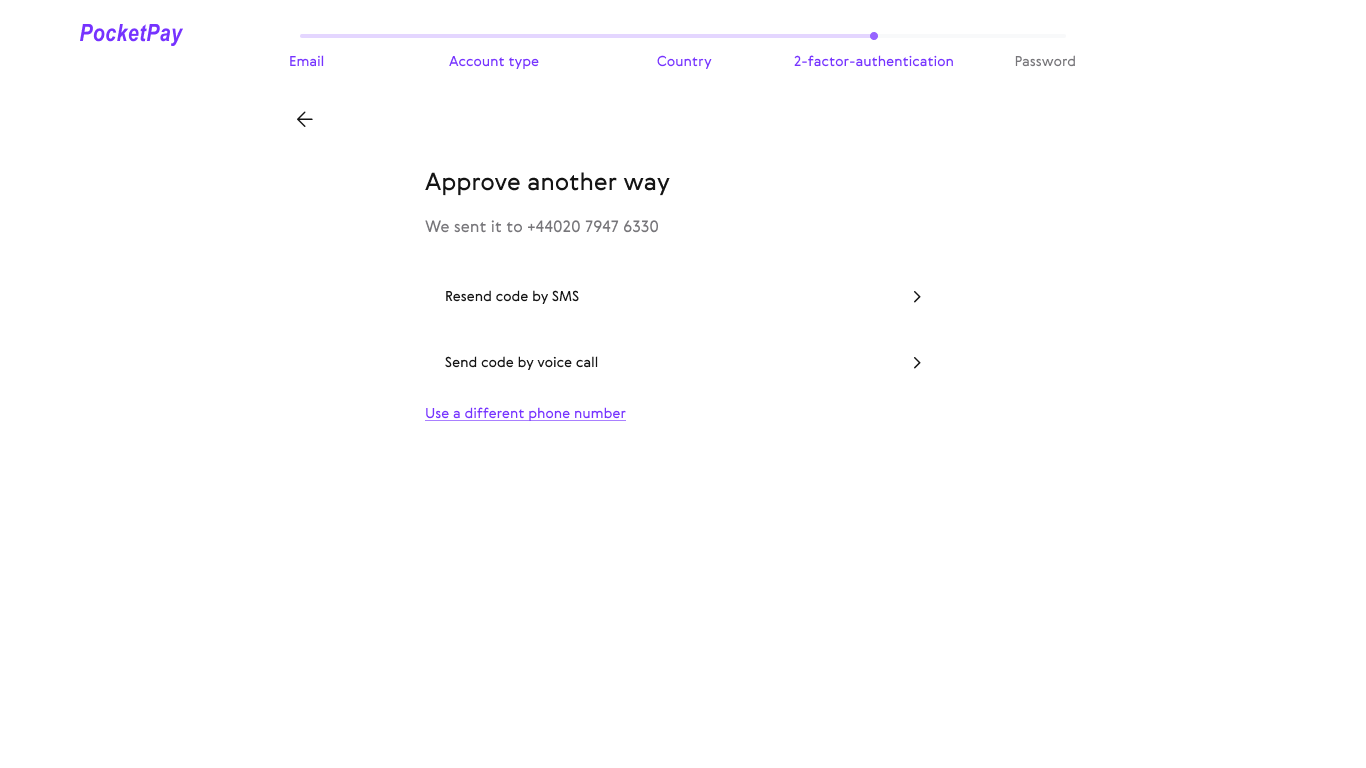 PocketPay
Email
Account type
Country
2-factor-authentication
Password
Approve another way
We sent it to +44020 7947 6330
Resend code by SMS
Send code by voice call
Use a different phone number